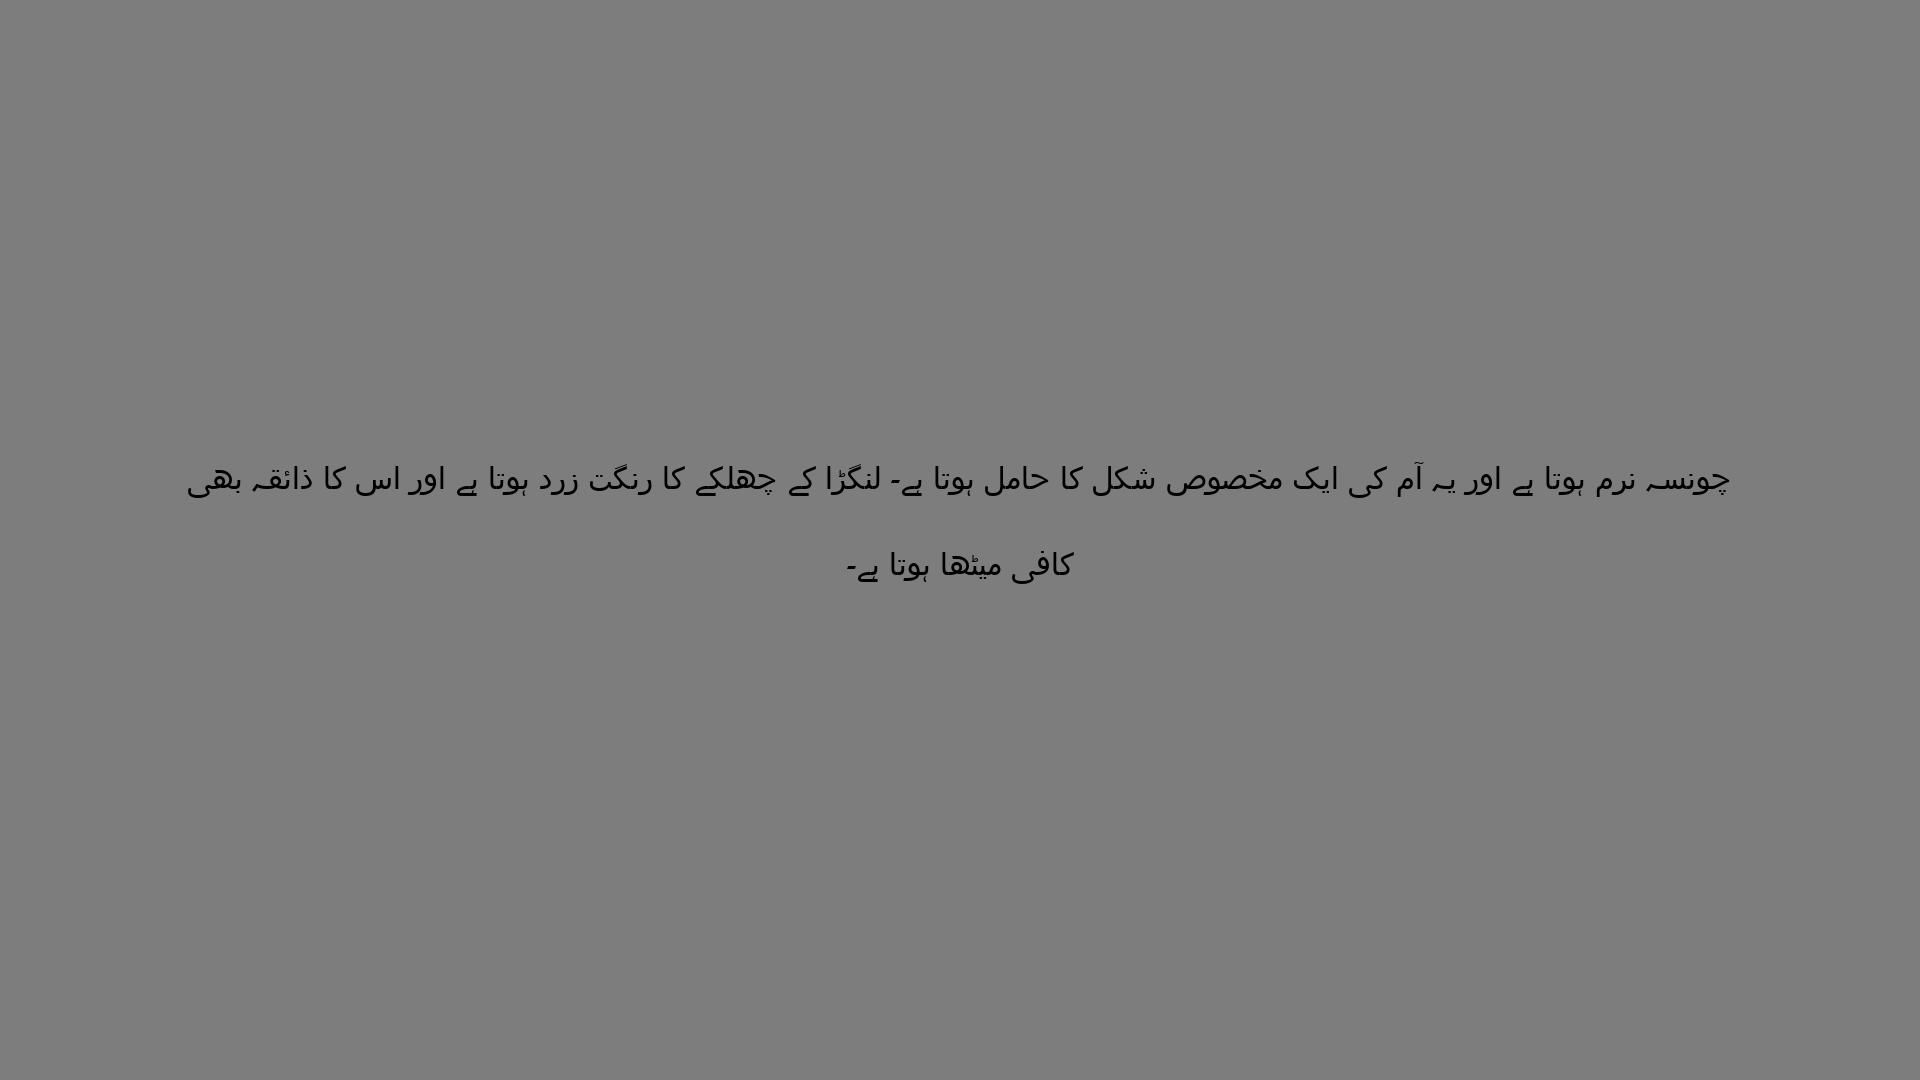 چونسہ نرم ہوتا ہے اور یہ آم کی ایک مخصوص شکل کا حامل ہوتا ہے۔ لنگڑا کے چھلکے کا رنگت زرد ہوتا ہے اور اس کا ذائقہ بھی
کافی میٹھا ہوتا ہے۔